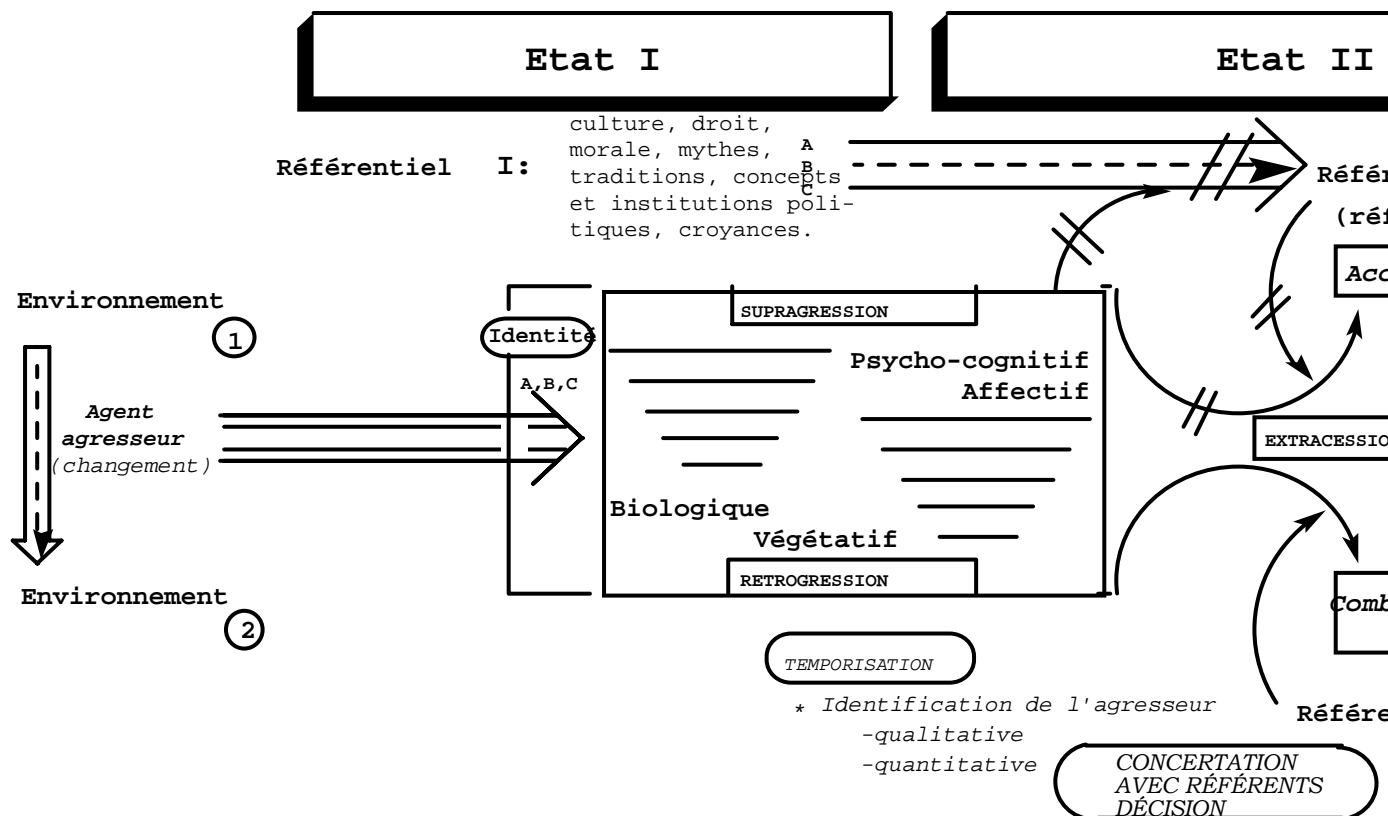 Etat I
Etat II
Référentiel I:
culture, droit,
morale, mythes,
traditions, concepts
et institutions poli-
tiques, croyances.
A
B
C
(
Environnement
1
Identité
A,B,C
SUPRAGRESSION
Psycho-cognitif
Affectif
Agent
agresseur
(changement)
EXTRACESSIO
Biologique
Végétatif
RETROGRESSION
Environnement
2
TEMPORISATION
* Identification de l'agresseur
-qualitative
-quantitative
CONCERTATION
AVEC RÉFÉRENTS
DÉCISION